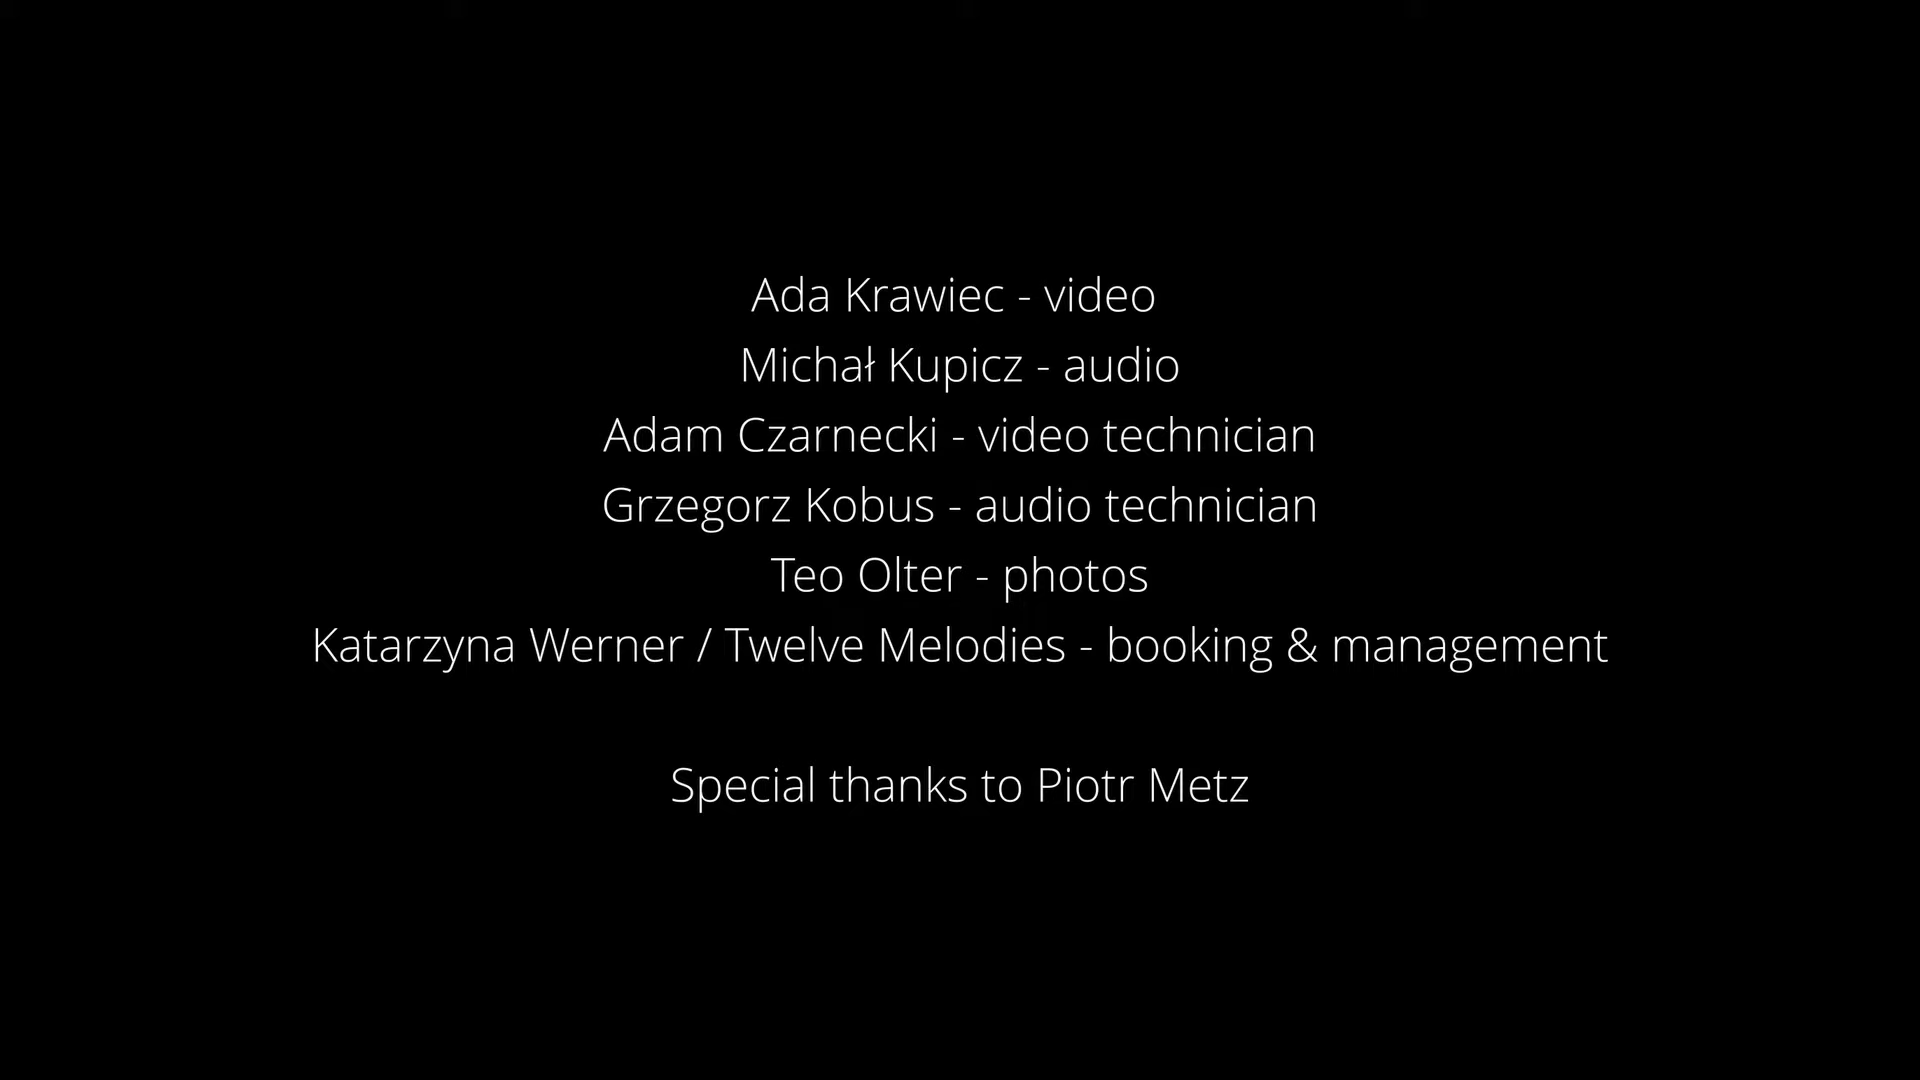 Ada Krawiec - video
Michał Kupicz - audio
Adam Czarnecki - video technician
Grzegorz Kobus - audio technician
Teo Olter - photos
Katarzyna Werner / Twelve Melodies - booking & management
Special thanks to Piotr Metz